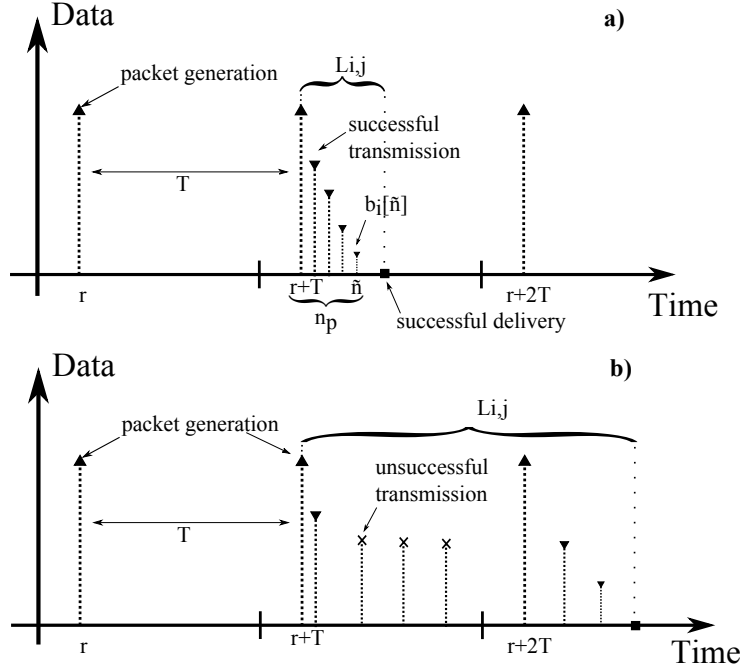 Data
a)
Li,j
packet generation
successful
transmission
T
bi[ñ]
r
r+T
ñ
r+2T
Time
np
successful delivery
Data
b)
Li,j
packet generation
unsuccessful
transmission
T
r
r+T
r+2T
Time